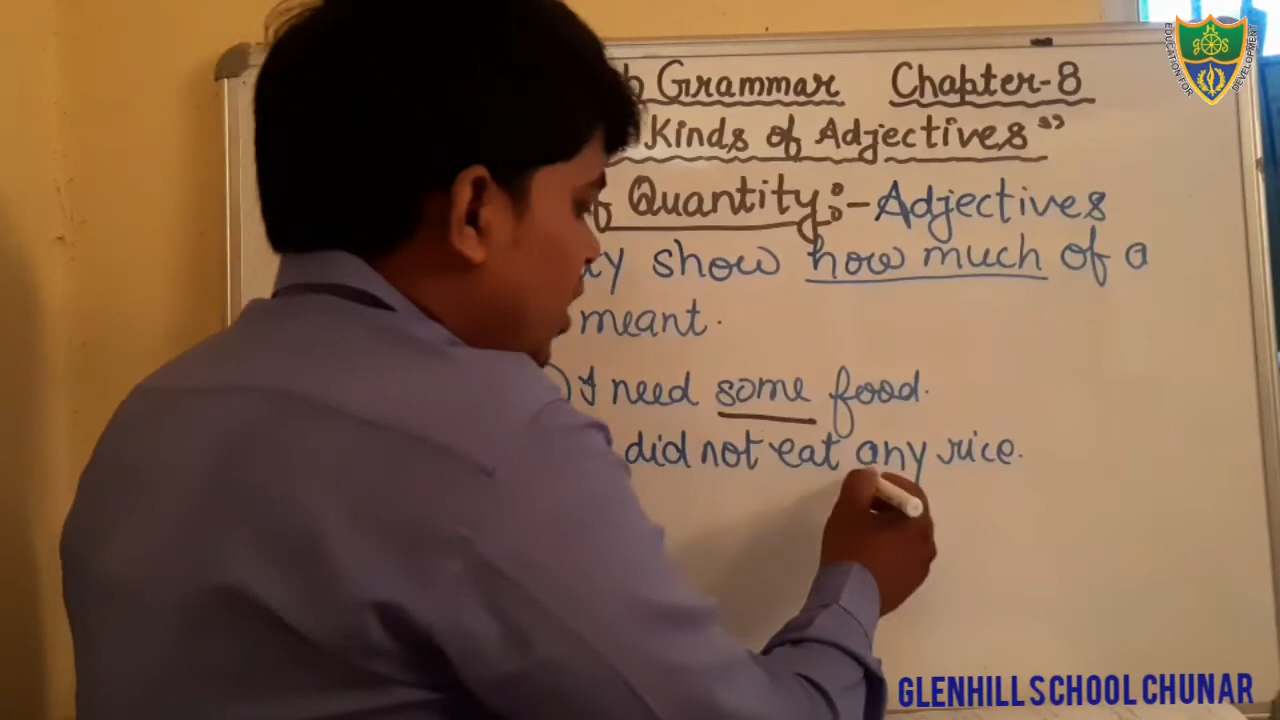 Grammar Chapter-8
Kinds of Adjectives"
Quantity:- Adjectives
show how much of a
meant.
I need some food.
did not eat any rice.
EDUCATION FOR DEVELOPMENT
GHS
GLENHILL SCHOOL CHUNAR